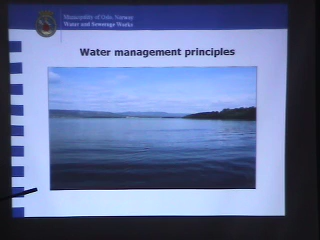 Municipality of Oslo, Norway
Water and Sewerage Works
Water management principles